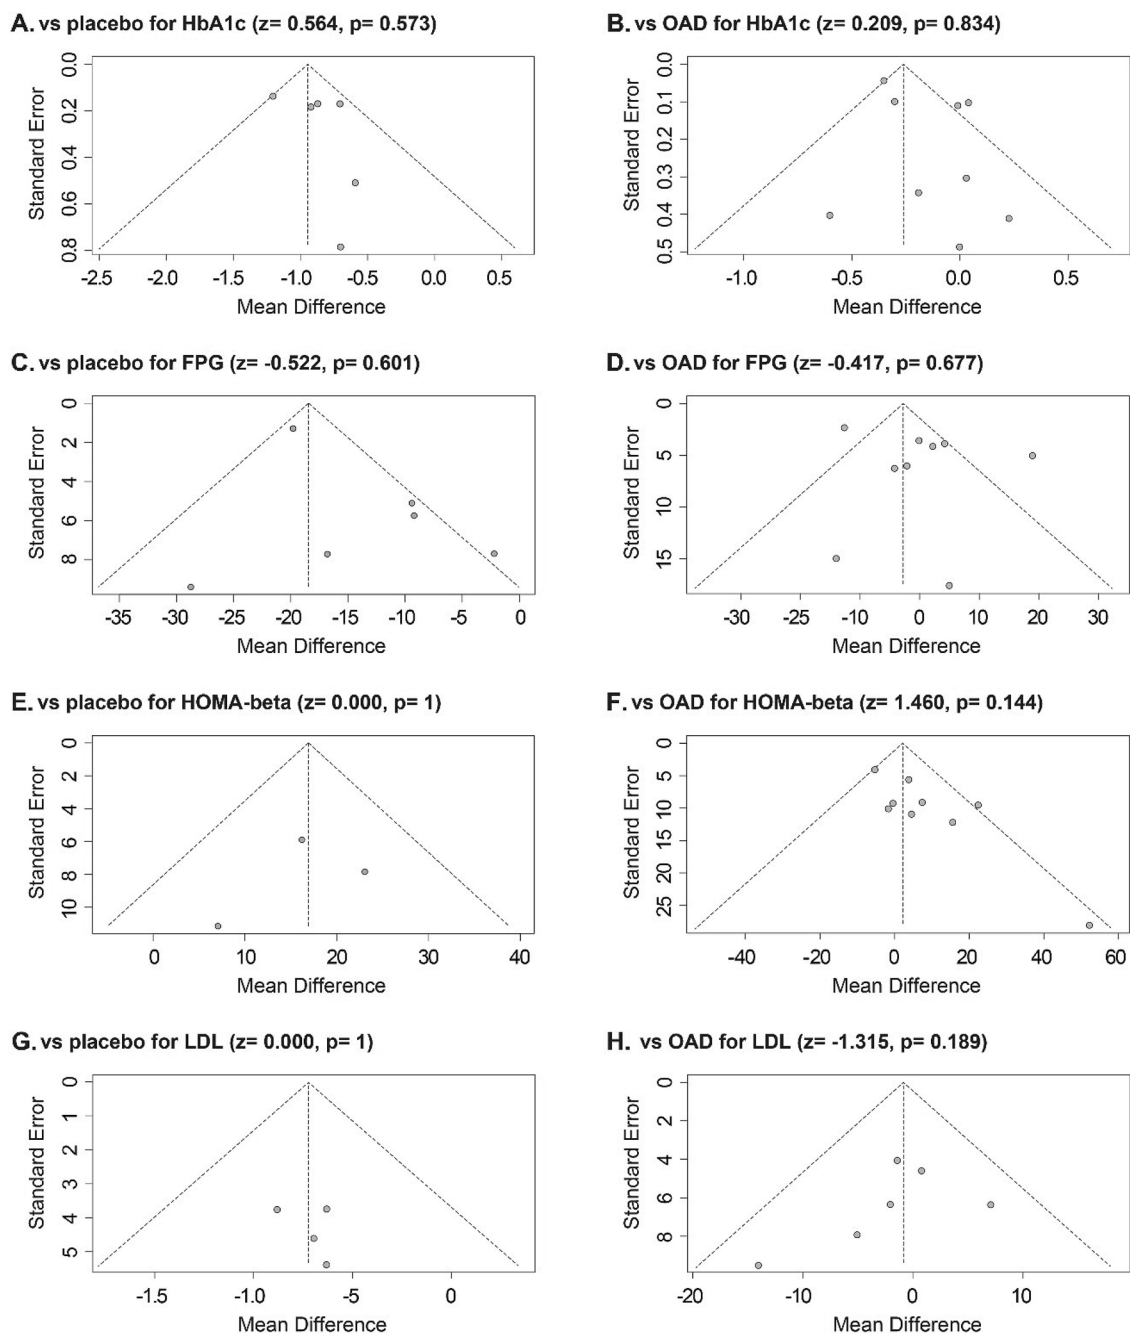 A. vs placebo for HbA1c (z= 0.564, p= 0.573)
Standard Error
0.0
0.2
0.4
0.6
0.8
-2.5 -2.0 -1.5 -1.0 -0.5 0.0 0.5
Mean Difference
B. vs OAD for HbA1c (z= 0.209, p= 0.834)
Standard Error
0.0
0.1
0.2
0.3
0.4
0.5
-1.0 -0.5 0.0 0.5
Mean Difference
C. vs placebo for FPG (z= -0.522, p= 0.601)
Standard Error
0
2
4
6
8
-35 -25 -20 -15 -10 -5 0
Mean Difference
D. vs OAD for FPG (z= -0.417, p= 0.677)
Standard Error
0
5
10
15
-30 -25 -10 0 10 20 30
Mean Difference
E. vs placebo for HOMA-beta (z= 0.000, p= 1)
Standard Error
0
2
4
6
8
10
0 10 20 30 40
Mean Difference
F. vs OAD for HOMA-beta (z= 1.460, p= 0.144)
Standard Error
0
5
10
15
20
25
-40 -20 0 20 40 60
Mean Difference
G. vs placebo for LDL (z= 0.000, p= 1)
Standard Error
0
1
2
3
4
5
-1.5 -1.0 -5 0
Mean Difference
H. vs OAD for LDL (z= -1.315, p= 0.189)
Standard Error
0
2
4
6
8
-20 -10 0 10
Mean Difference